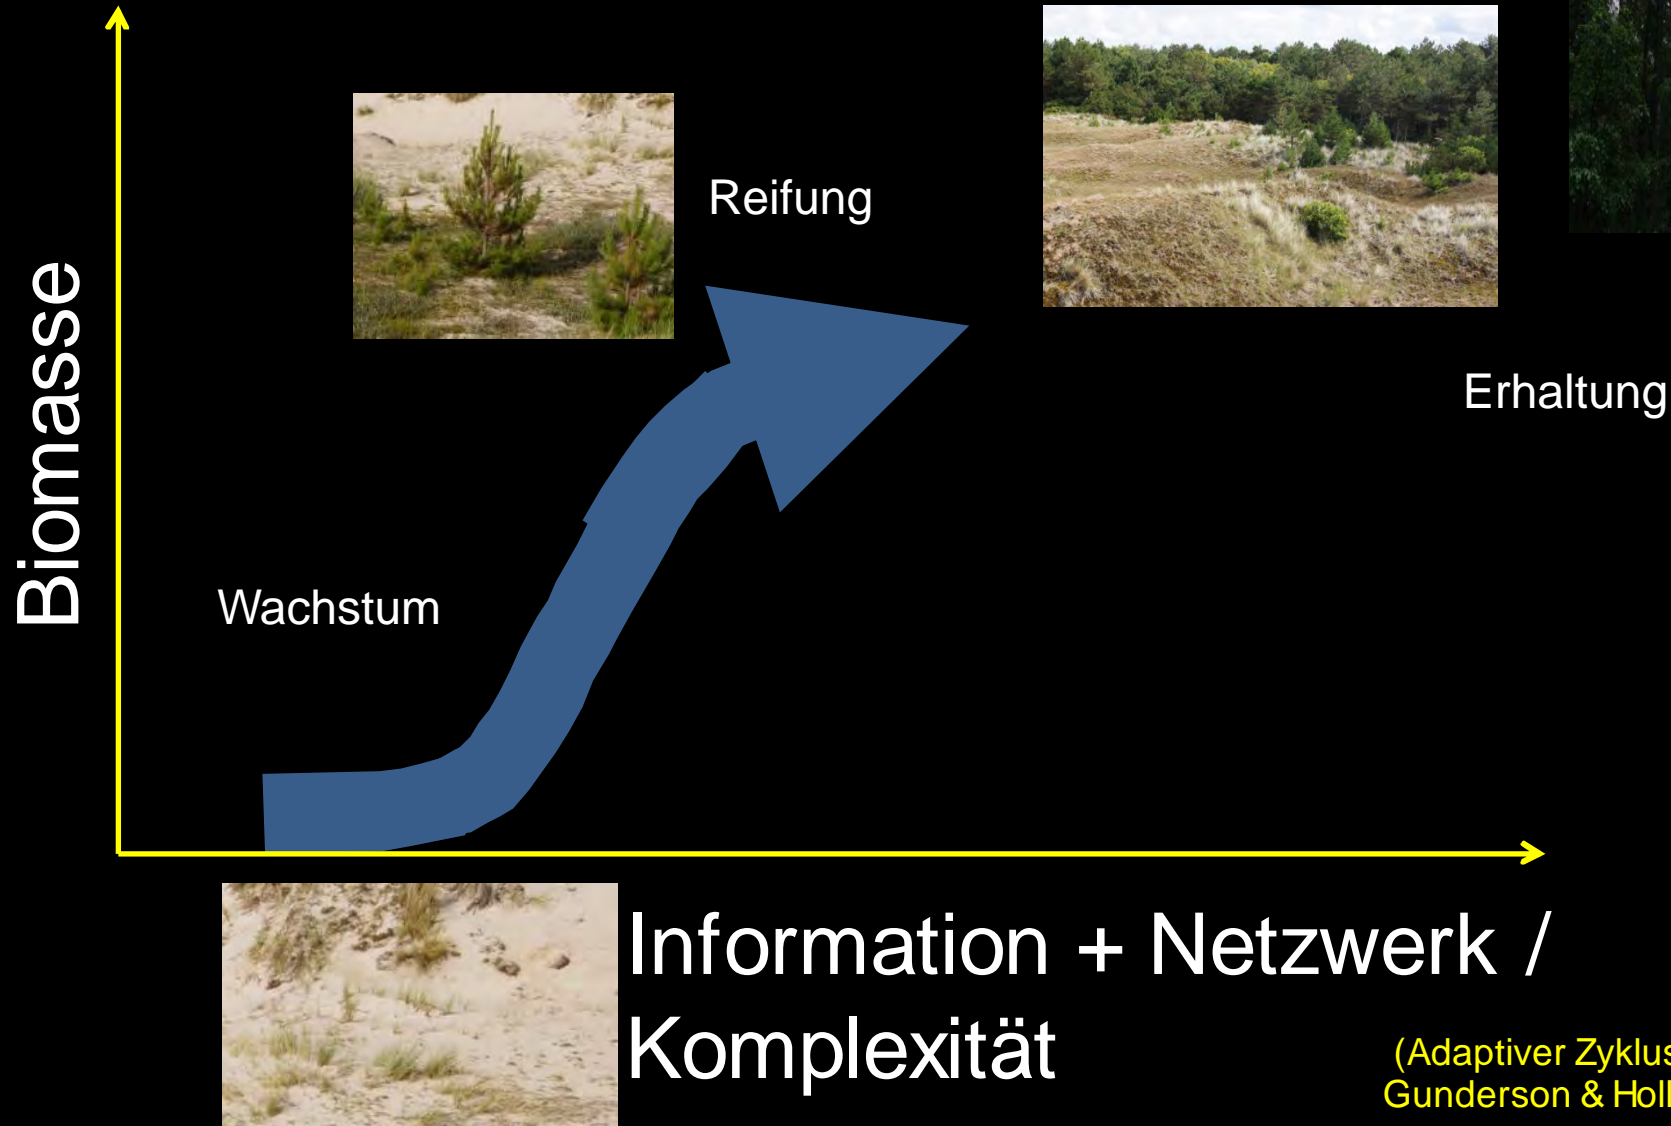 Reifung
Biomasse
Erhaltung
Wachstum
Information + Netzwerk /
Komplexität
(Adaptiver Zyklus
Gunderson & Holl